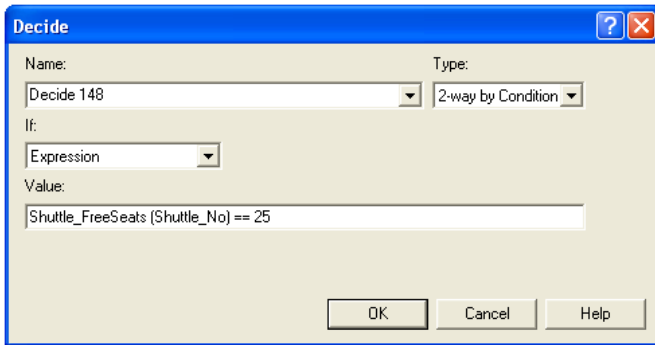 Decide
Name: Type:
Decide 148 2-way by Condition
If:
Expression
Value:
Shuttle_FreeSeats (Shuttle_No) == 25
OK Cancel Help